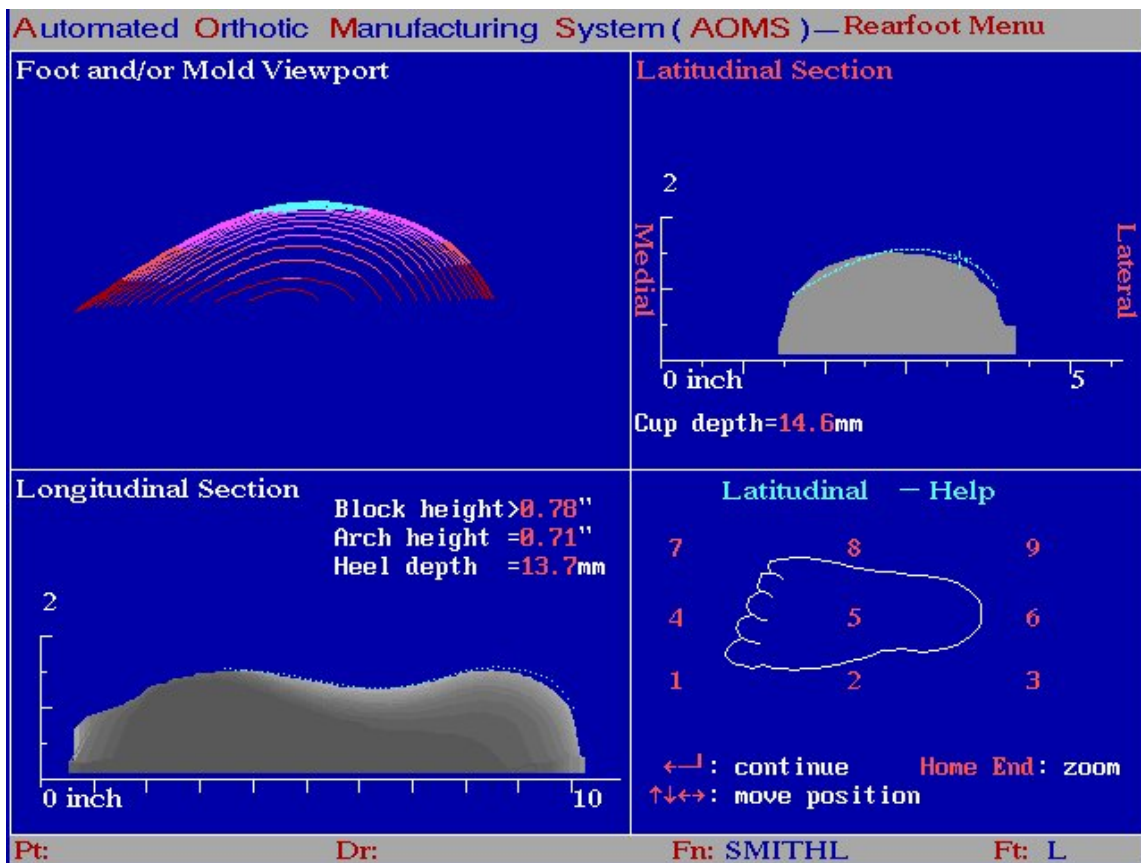 Automated Orthotic Manufacturing System ( AOMS ) — Rearfoot Menu
Foot and/or Mold Viewport
Latitudinal Section
2
Medial
Lateral
0 inch
5
Cup depth=14.6mm
Longitudinal Section
Block height>0.78"
Arch height =0.71"
Heel depth =13.7mm
2
0 inch
10
Latitudinal — Help
7 8 9
4 5 6
1 2 3
←┘: continue Home End: zoom
↑↓←→: move position
Pt: Dr: Fn: SMITHL Ft: L